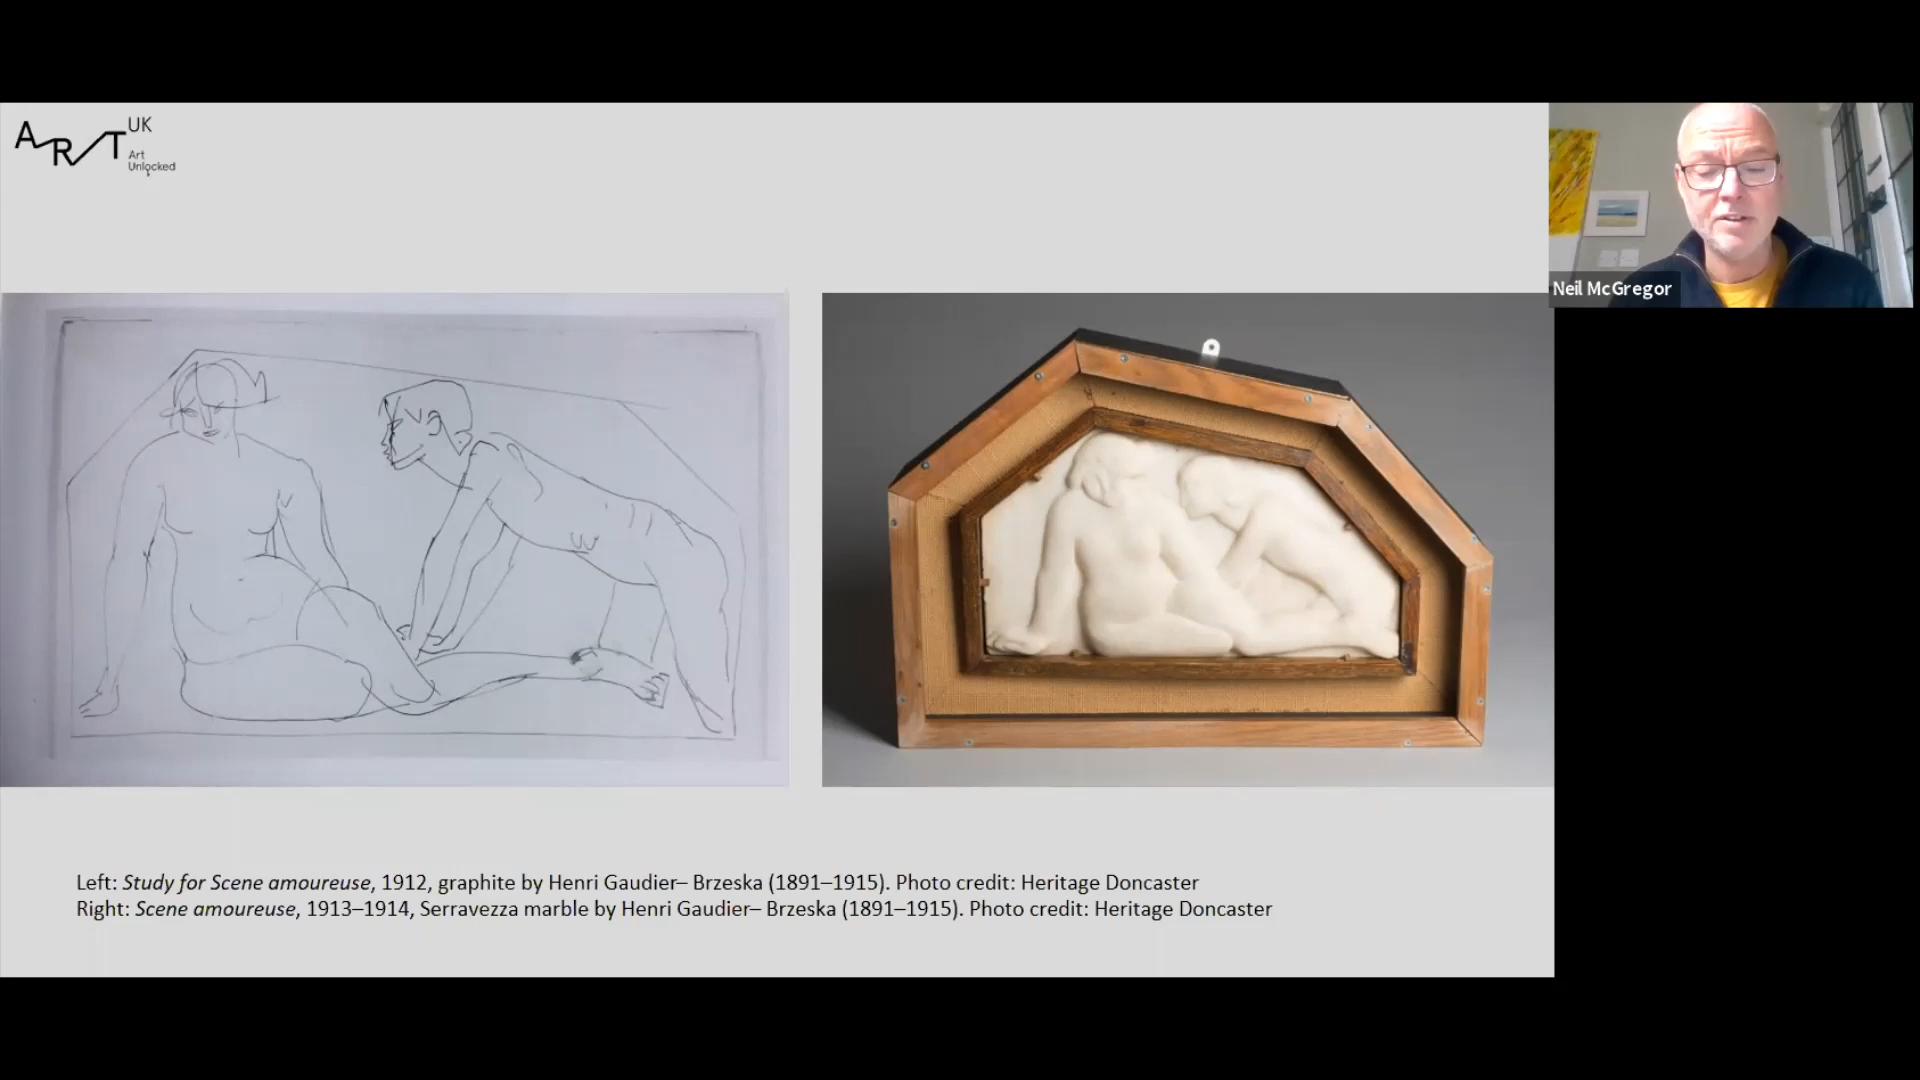 ART UK
Art
Unlocked
Neil McGregor
Left: Study for Scene amoureuse, 1912, graphite by Henri Gaudier– Brzeska (1891–1915). Photo credit: Heritage Doncaster
Right: Scene amoureuse, 1913–1914, Serravezza marble by Henri Gaudier– Brzeska (1891–1915). Photo credit: Heritage Doncaster